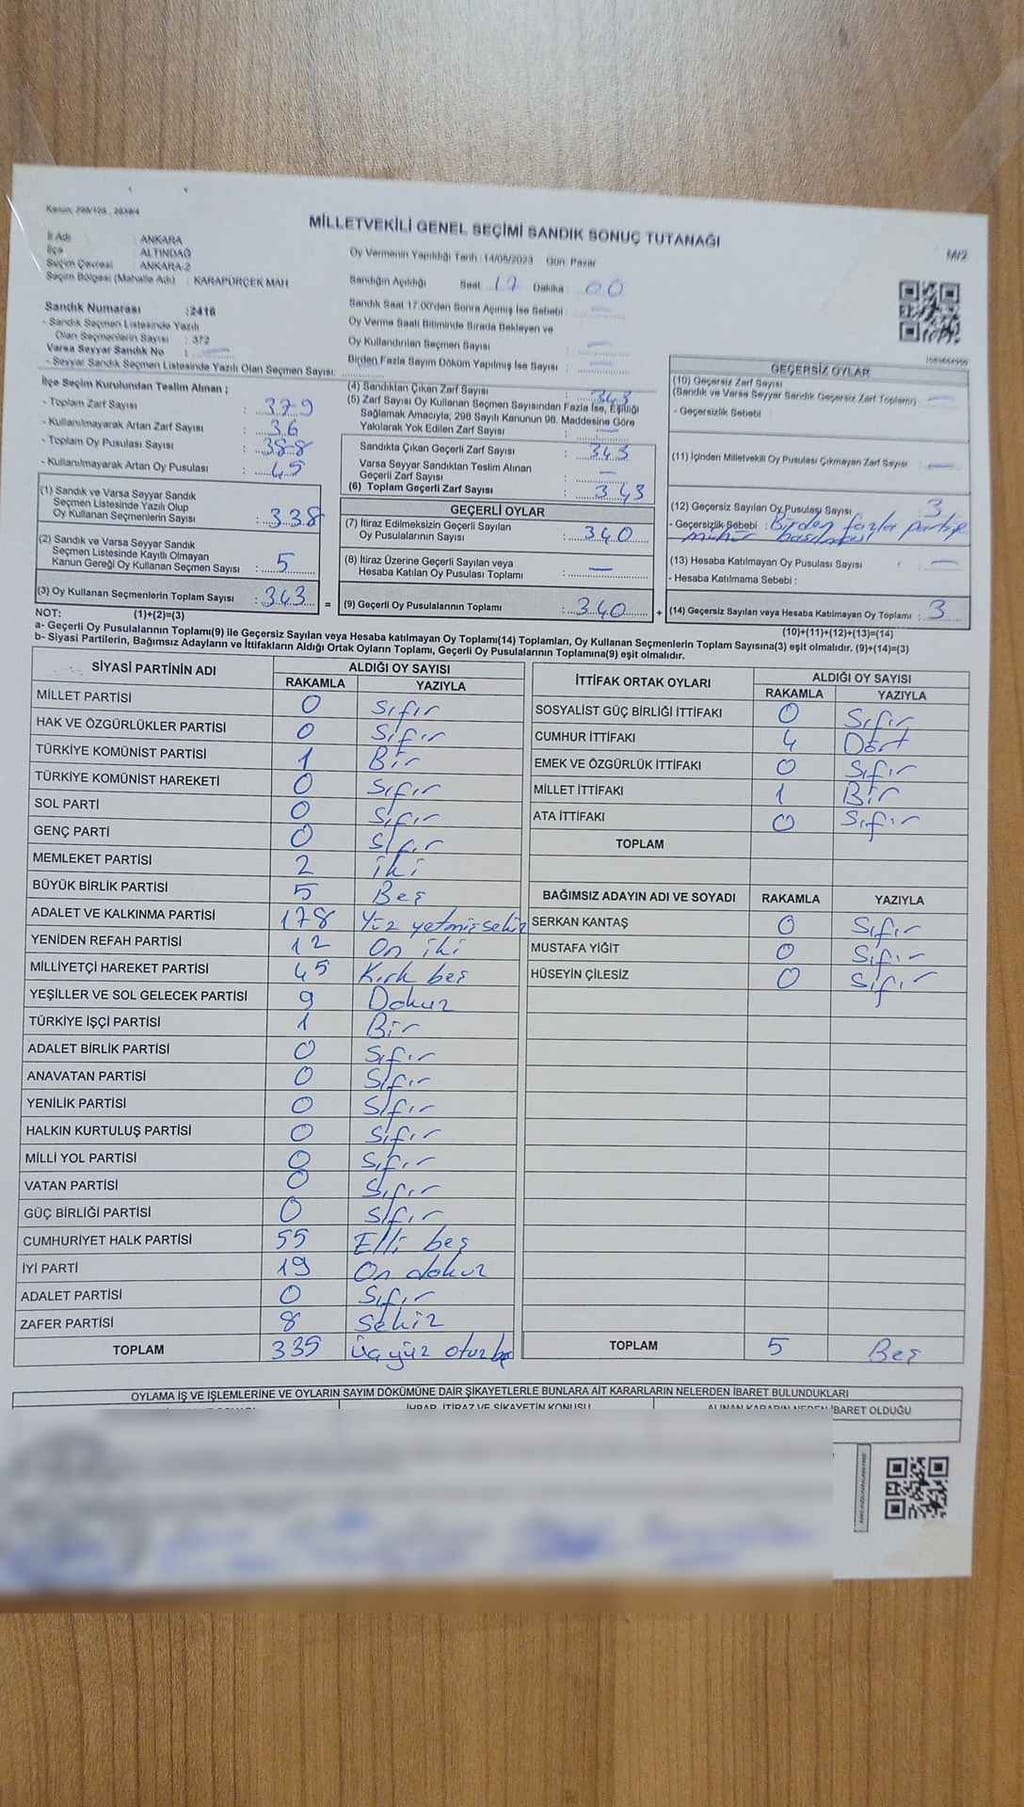 Kanun: 298/105 , 2839/4
MİLLETVEKİLİ GENEL SEÇİMİ SANDIK SONUÇ TUTANAĞI
M/2
İl Adı : ANKARA
İlçe : ALTINDAĞ
Seçim Çevresi : ANKARA-2
Seçim Bölgesi (Mahalle Adı) : KARAPÜRÇEK MAH
Oy Vermenin Yapıldığı Tarih :14/05/2023 Gün: Pazar
Sandığın Açıldığı Saat 17 Dakika 00
Sandık Saat 17:00'den Sonra Açılmış İse Sebebi :
Oy Verme Saati Bitiminde Sırada Bekleyen ve
Oy Kullandırılan Seçmen Sayısı :
Birden Fazla Sayım Döküm Yapılmış İse Sayısı :
Sandık Numarası :2416
- Sandık Seçmen Listesinde Yazılı
Olan Seçmenlerin Sayısı : 372
Varsa Seyyar Sandık No :
- Seyyar Sandık Seçmen Listesinde Yazılı Olan Seçmen Sayısı:
İlçe Seçim Kurulundan Teslim Alınan ;
- Toplam Zarf Sayısı : 379
- Kullanılmayarak Artan Zarf Sayısı : 36
- Toplam Oy Pusulası Sayısı : 388
- Kullanılmayarak Artan Oy Pusulası : 45
(1) Sandık ve Varsa Seyyar Sandık
Seçmen Listesinde Yazılı Olup
Oy Kullanan Seçmenlerin Sayısı : 338
(2) Sandık ve Varsa Seyyar Sandık
Seçmen Listesinde Kayıtlı Olmayan
Kanun Gereği Oy Kullanan Seçmen Sayısı : 5
(3) Oy Kullanan Seçmenlerin Toplam Sayısı : 343 =
(4) Sandıktan Çıkan Zarf Sayısı : 343
(5) Zarf Sayısı Oy Kullanan Seçmen Sayısından Fazla İse, Eşitliği
Sağlamak Amacıyla; 298 Sayılı Kanunun 98. Maddesine Göre
Yakılarak Yok Edilen Zarf Sayısı :
Sandıkta Çıkan Geçerli Zarf Sayısı : 343
Varsa Seyyar Sandıktan Teslim Alınan
Geçerli Zarf Sayısı :
(6) Toplam Geçerli Zarf Sayısı : 343
GEÇERLİ OYLAR
(7) İtiraz Edilmeksizin Geçerli Sayılan
Oy Pusulalarının Sayısı : 340
(8) İtiraz Üzerine Geçerli Sayılan veya
Hesaba Katılan Oy Pusulası Toplamı : —
(9) Geçerli Oy Pusulalarının Toplamı : 340 +
GEÇERSİZ OYLAR
(10) Geçersiz Zarf Sayısı
(Sandık ve Varsa Seyyar Sandık Geçersiz Zarf Toplamı) : —
- Geçersizlik Sebebi :
(11) İçinden Milletvekili Oy Pusulası Çıkmayan Zarf Sayısı : —
(12) Geçersiz Sayılan Oy Pusulası Sayısı : 3
- Geçersizlik Sebebi : Birden fazla partiye
mühür basılması
(13) Hesaba Katılmayan Oy Pusulası Sayısı : —
- Hesaba Katılmama Sebebi :
(14) Geçersiz Sayılan veya Hesaba Katılmayan Oy Toplamı : 3
NOT: (1)+(2)=(3)
(10)+(11)+(12)+(13)=(14)
a- Geçerli Oy Pusulalarının Toplamı(9) ile Geçersiz Sayılan veya Hesaba katılmayan Oy Toplamı(14) Toplamları, Oy Kullanan Seçmenlerin Toplam Sayısına(3) eşit olmalıdır. (9)+(14)=(3)
b- Siyasi Partilerin, Bağımsız Adayların ve İttifakların Aldığı Ortak Oyların Toplamı, Geçerli Oy Pusulalarının Toplamına(9) eşit olmalıdır.
SİYASİ PARTİNİN ADI ALDIĞI OY SAYISI
RAKAMLA YAZIYLA
MİLLET PARTİSİ 0 Sıfır
HAK VE ÖZGÜRLÜKLER PARTİSİ 0 Sıfır
TÜRKİYE KOMÜNİST PARTİSİ 1 Bir
TÜRKİYE KOMÜNİST HAREKETİ 0 Sıfır
SOL PARTİ 0 Sıfır
GENÇ PARTİ 0 Sıfır
MEMLEKET PARTİSİ 2 iki
BÜYÜK BİRLİK PARTİSİ 5 Beş
ADALET VE KALKINMA PARTİSİ 178 Yüz yetmişsekiz
YENİDEN REFAH PARTİSİ 12 On iki
MİLLİYETÇİ HAREKET PARTİSİ 45 Kırk beş
YEŞİLLER VE SOL GELECEK PARTİSİ 9 Dokuz
TÜRKİYE İŞÇİ PARTİSİ 1 Bir
ADALET BİRLİK PARTİSİ 0 Sıfır
ANAVATAN PARTİSİ 0 Sıfır
YENİLİK PARTİSİ 0 Sıfır
HALKIN KURTULUŞ PARTİSİ 0 Sıfır
MİLLİ YOL PARTİSİ 0 Sıfır
VATAN PARTİSİ 0 Sıfır
GÜÇ BİRLİĞİ PARTİSİ 0 Sıfır
CUMHURİYET HALK PARTİSİ 55 Elli beş
İYİ PARTİ 19 On dokuz
ADALET PARTİSİ 0 Sıfır
ZAFER PARTİSİ 8 Sekiz
TOPLAM 335 üçyüz otuzbeş
İTTİFAK ORTAK OYLARI ALDIĞI OY SAYISI
RAKAMLA YAZIYLA
SOSYALİST GÜÇ BİRLİĞİ İTTİFAKI 0 Sıfır
CUMHUR İTTİFAKI 4 Dört
EMEK VE ÖZGÜRLÜK İTTİFAKI 0 Sıfır
MİLLET İTTİFAKI 1 Bir
ATA İTTİFAKI 0 Sıfır
TOPLAM
BAĞIMSIZ ADAYIN ADI VE SOYADI RAKAMLA YAZIYLA
SERKAN KANTAŞ 0 Sıfır
MUSTAFA YİĞİT 0 Sıfır
HÜSEYİN ÇİLESİZ 0 Sıfır
TOPLAM 5 Beş
OYLAMA İŞ VE İŞLEMLERİNE VE OYLARIN SAYIM DÖKÜMÜNE DAİR ŞİKAYETLERLE BUNLARA AİT KARARLARIN NELERDEN İBARET BULUNDUKLARI
İHBAR, İTİRAZ VE ŞİKAYETİN KONUSU
ALINAN KARARIN NEDEN İBARET OLDUĞU